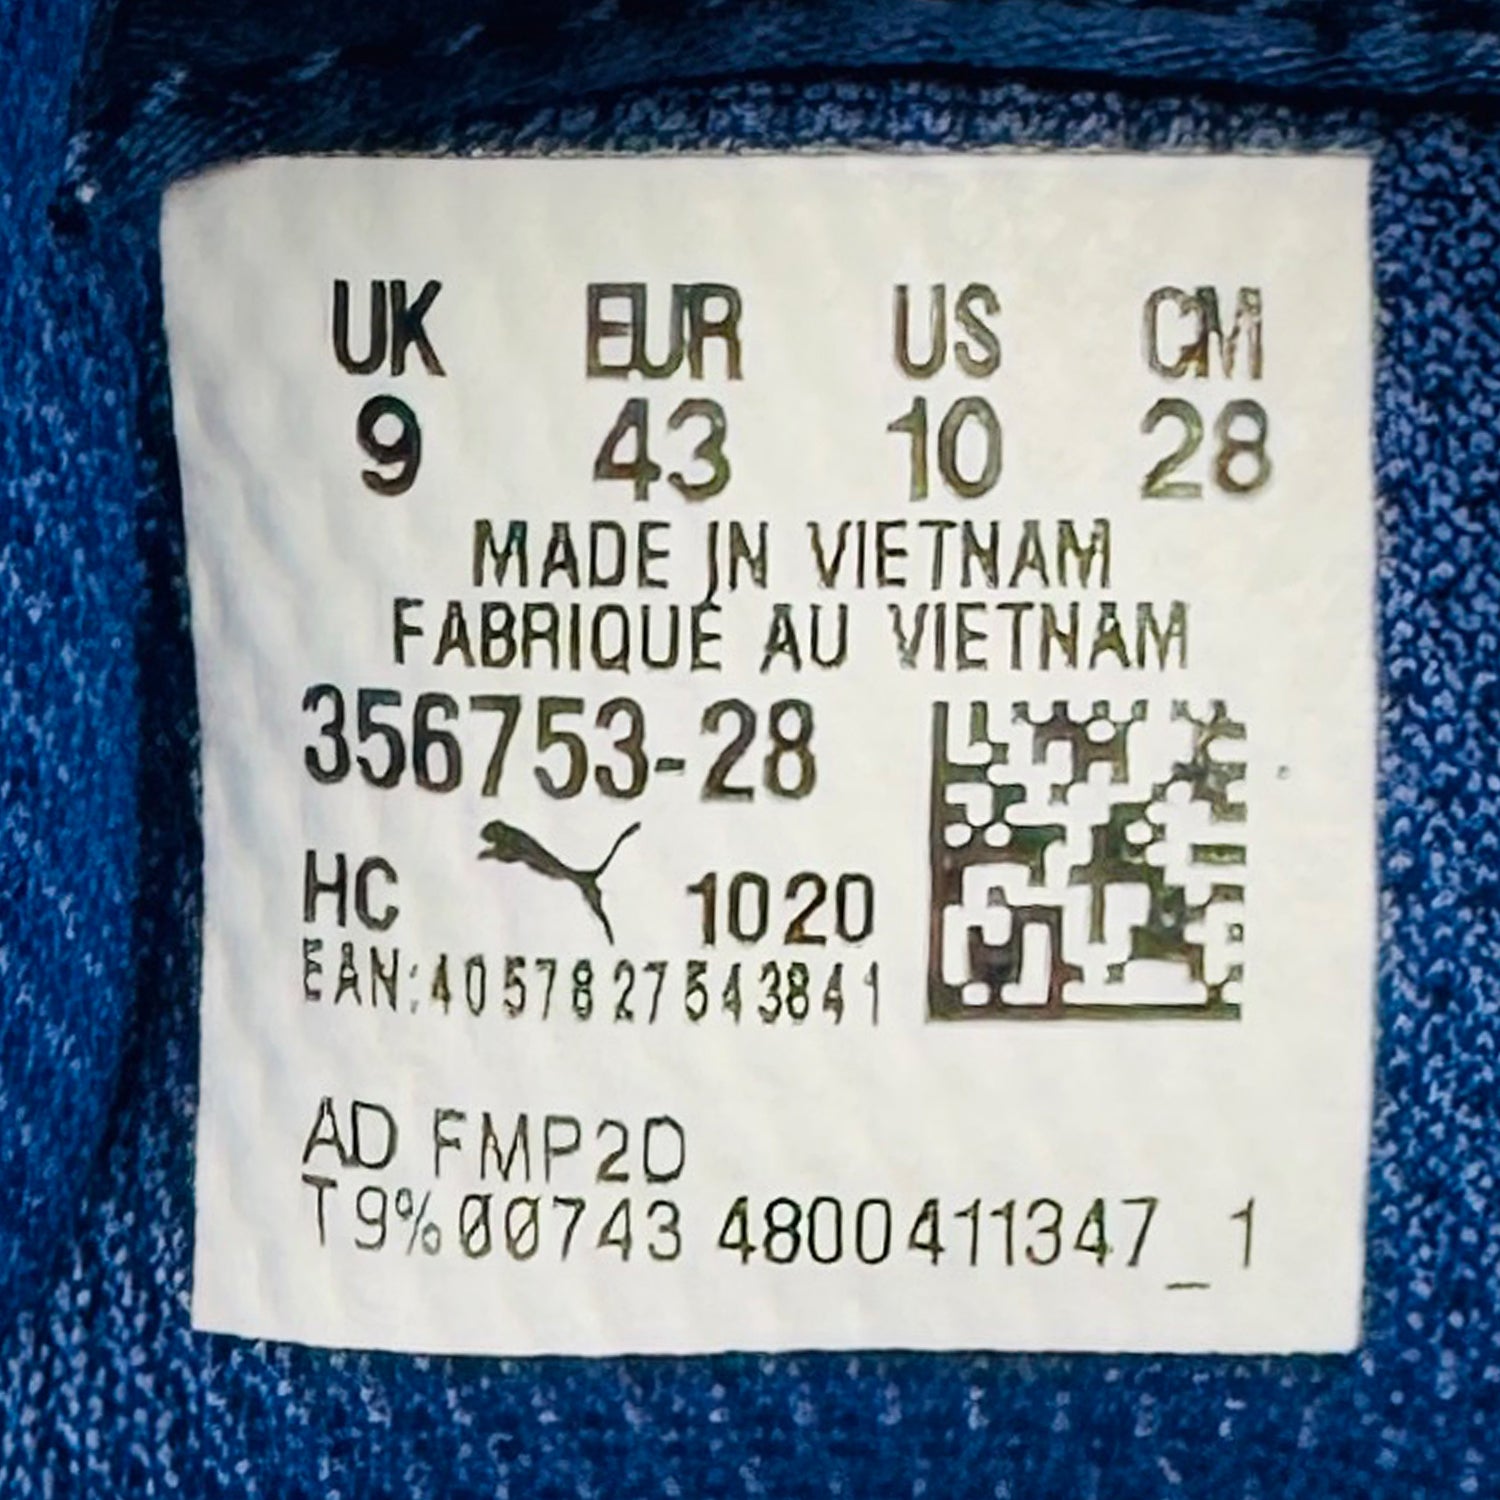 UK EUR US CM
9 43 10 28
MADE IN VIETNAM
FABRIQUÉ AU VIETNAM
356753-28
HC 1020
EAN:4057827543841
AD FMP2D
T9%00743 4800411347_1